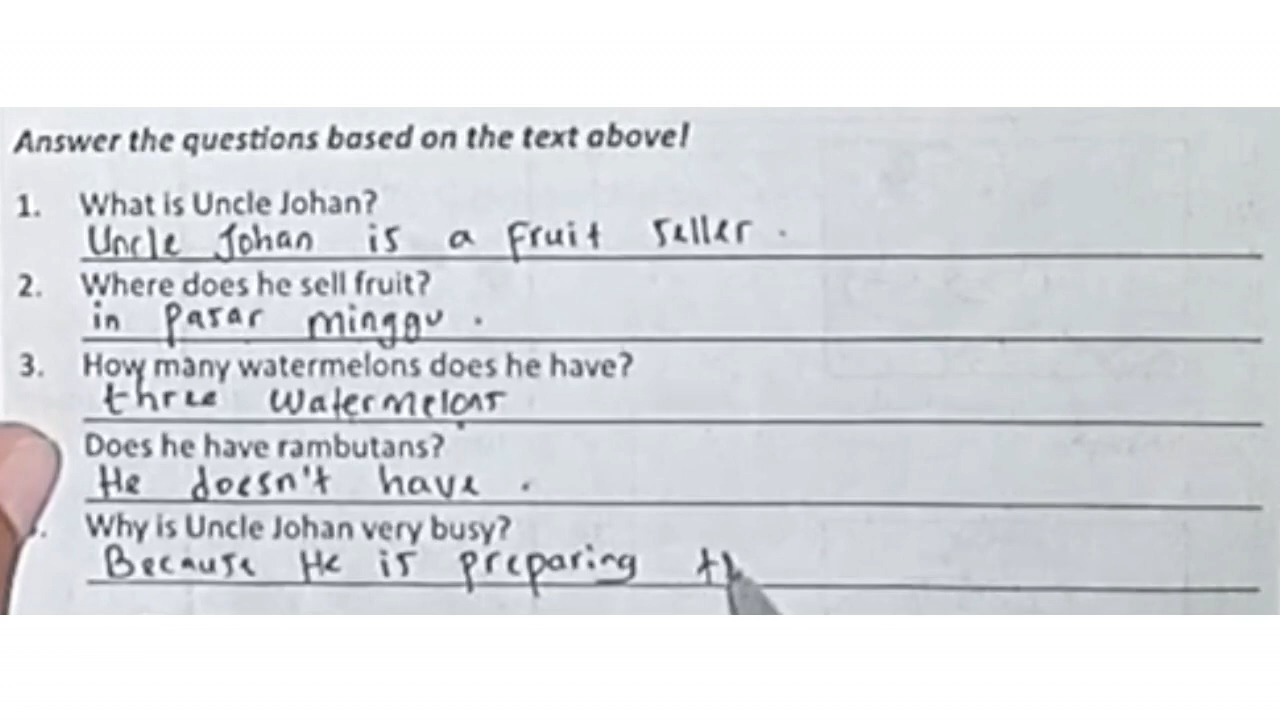 Answer the questions based on the text above!
1. What is Uncle Johan?
Uncle Johan is a fruit seller.
2. Where does he sell fruit?
in Pasar minggu.
3. How many watermelons does he have?
three watermelons
Does he have rambutans?
He doesn't have.
Why is Uncle Johan very busy?
Because He is preparing th